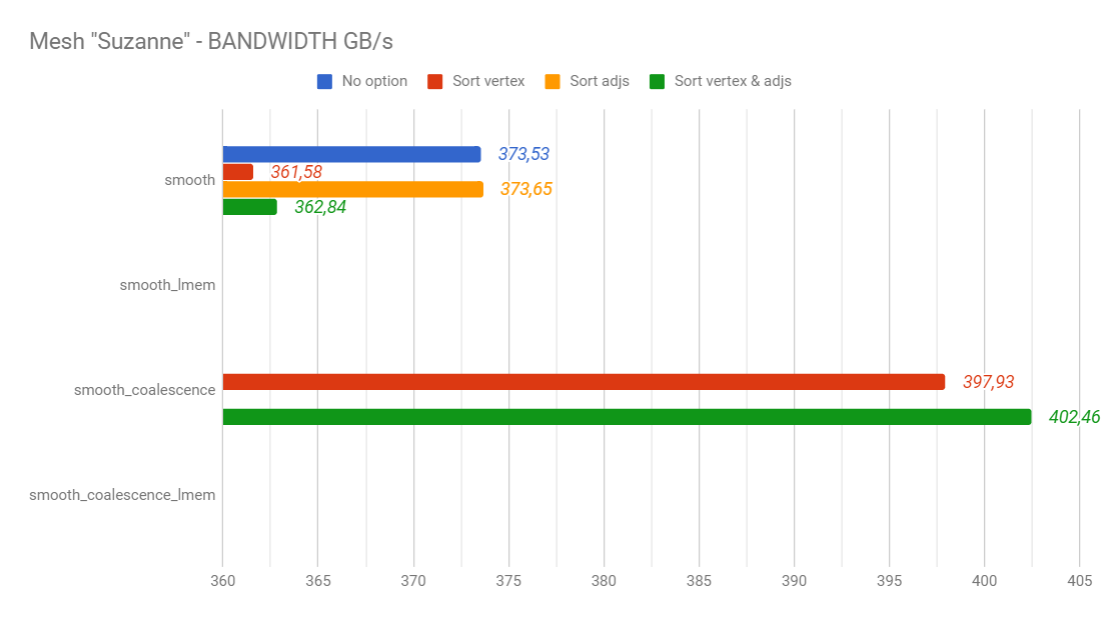 Mesh "Suzanne" - BANDWIDTH GB/s
No option Sort vertex Sort adjs Sort vertex & adjs
smooth
373,53
361,58
373,65
362,84
smooth_lmem
smooth_coalescence
397,93
402,46
smooth_coalescence_lmem
360 365 370 375 380 385 390 395 400 405